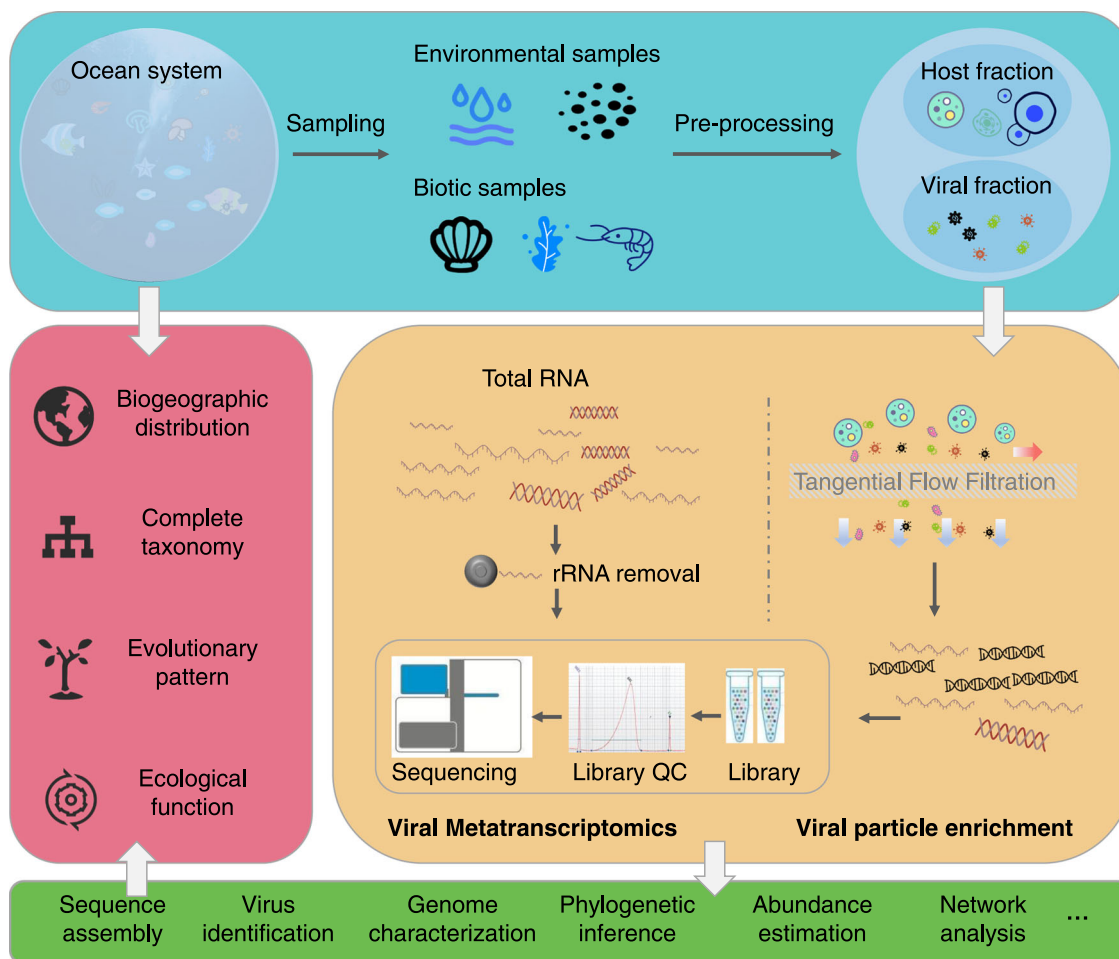 Ocean system
Sampling
Environmental samples
Biotic samples
Pre-processing
Host fraction
Viral fraction
Biogeographic
distribution
Complete
taxonomy
Evolutionary
pattern
Ecological
function
Total RNA
rRNA removal
Sequencing
Library QC
Library
Viral Metatranscriptomics
Tangential Flow Filtration
Viral particle enrichment
Sequence
assembly
Virus
identification
Genome
characterization
Phylogenetic
inference
Abundance
estimation
Network
analysis
...